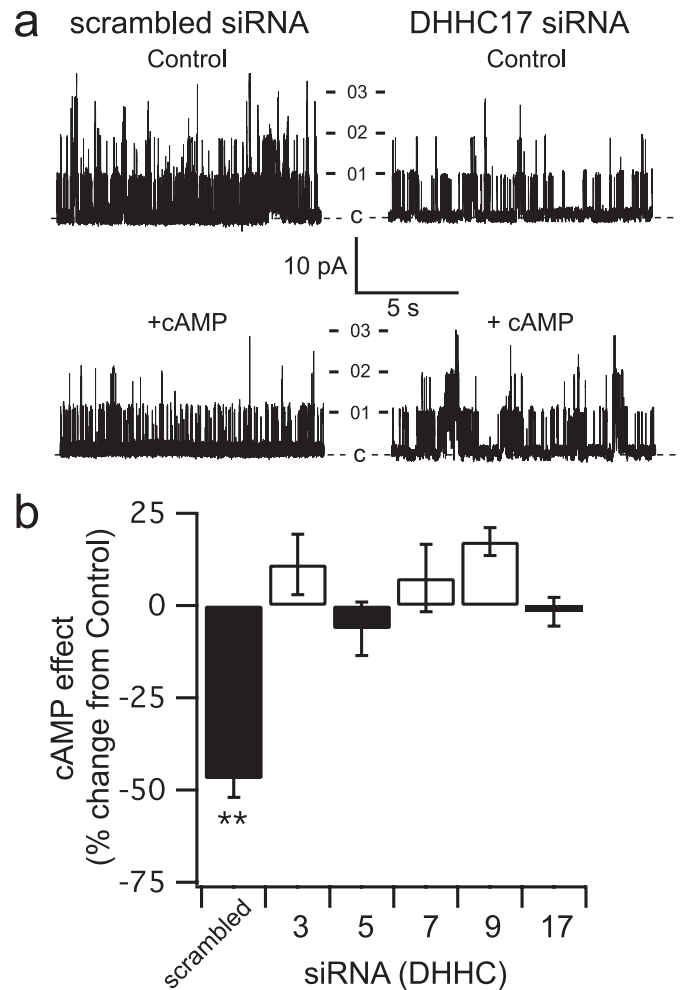 a scrambled siRNA DHHC17 siRNA
Control Control
03
02
01
c
10 pA
5 s
+cAMP + cAMP
03
02
01
c
b
cAMP effect
(% change from Control)
25
0
-25
-50
-75
**
scrambled 3 5 7 9 17
siRNA (DHHC)